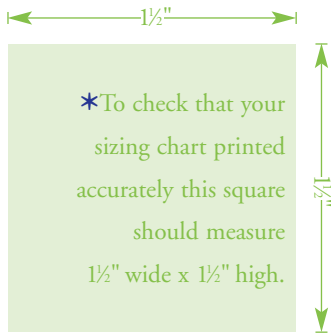 1½"
*To check that your
sizing chart printed
accurately this square
should measure
1½" wide x 1½" high.
1½"